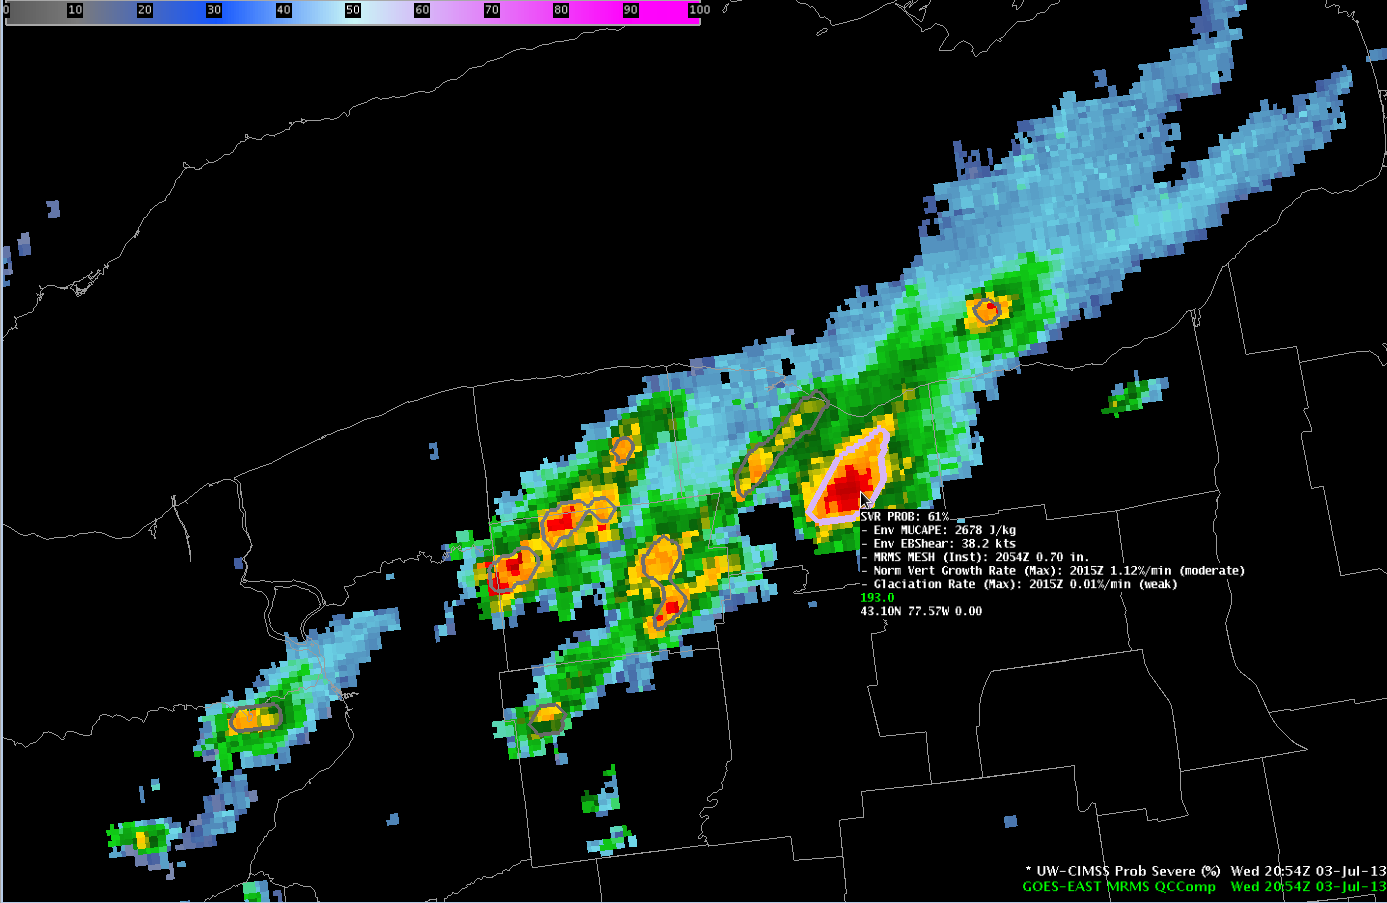 0 10 20 30 40 50 60 70 80 90 100
SVR PROB: 61%
- Env MUCAPE: 2678 J/kg
- Env EBShear: 38.2 kts
- MRMS MESH (Inst): 2054Z 0.70 in.
- Norm Vert Growth Rate (Max): 2015Z 1.12%/min (moderate)
- Glaciation Rate (Max): 2015Z 0.01%/min (weak)
193.0
43.10N 77.57W 0.00
* UW-CIMSS Prob Severe (%) Wed 20:54Z 03-Jul-13
GOES-EAST MRMS QCComp Wed 20:54Z 03-Jul-13